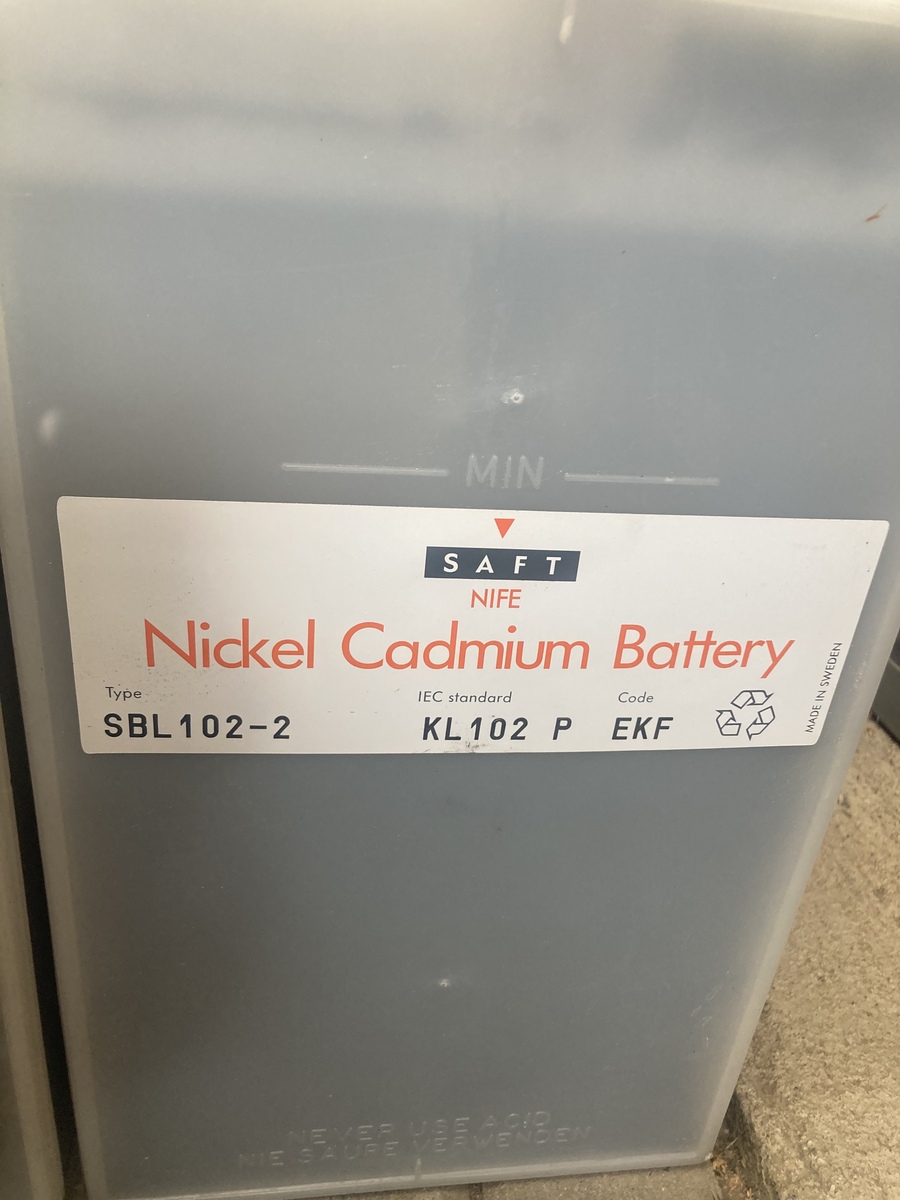 MIN
SAFT
NIFE
Nickel Cadmium Battery
Type IEC standard Code
SBL102-2 KL102 P EKF
MADE IN SWEDEN
NEVER USE ACID
NIE SAURE VERWENDEN